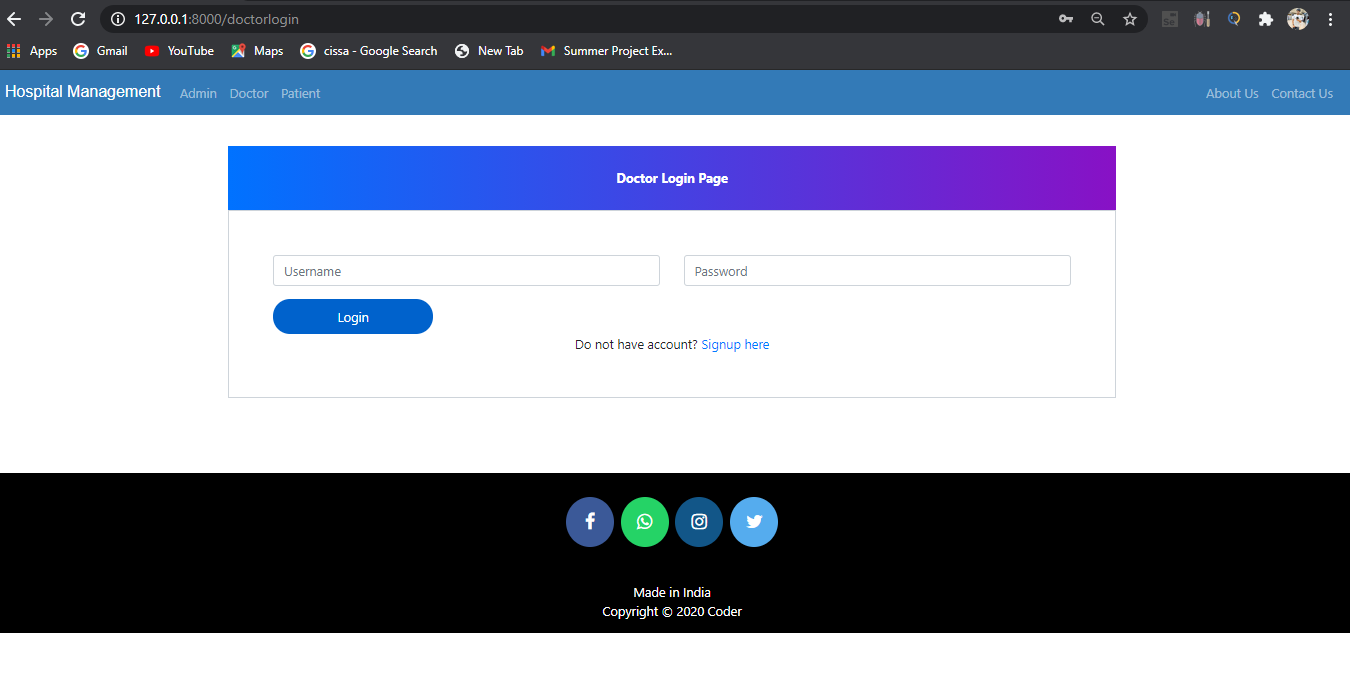 127.0.0.1:8000/doctorlogin
Apps Gmail YouTube Maps cissa - Google Search New Tab Summer Project Ex...
Hospital Management Admin Doctor Patient About Us Contact Us
Doctor Login Page
Username Password
Login
Do not have account? Signup here
Made in India
Copyright © 2020 Coder